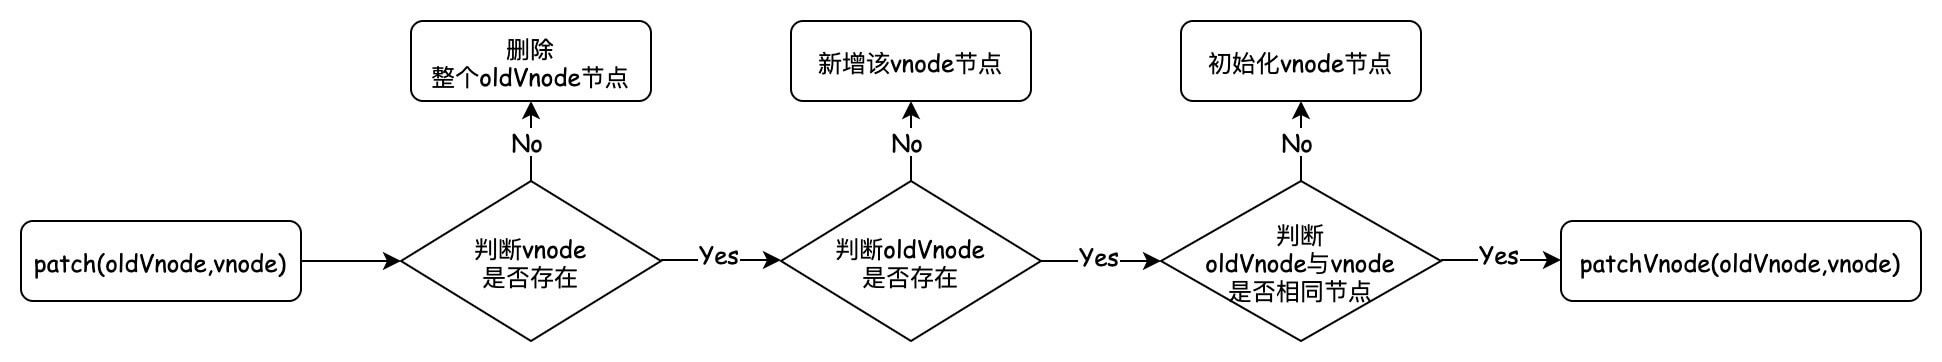 删除
整个oldVnode节点
新增该vnode节点
初始化vnode节点
No
No
No
patch(oldVnode,vnode)
判断vnode
是否存在
Yes
判断oldVnode
是否存在
Yes
判断
oldVnode与vnode
是否相同节点
Yes
patchVnode(oldVnode,vnode)